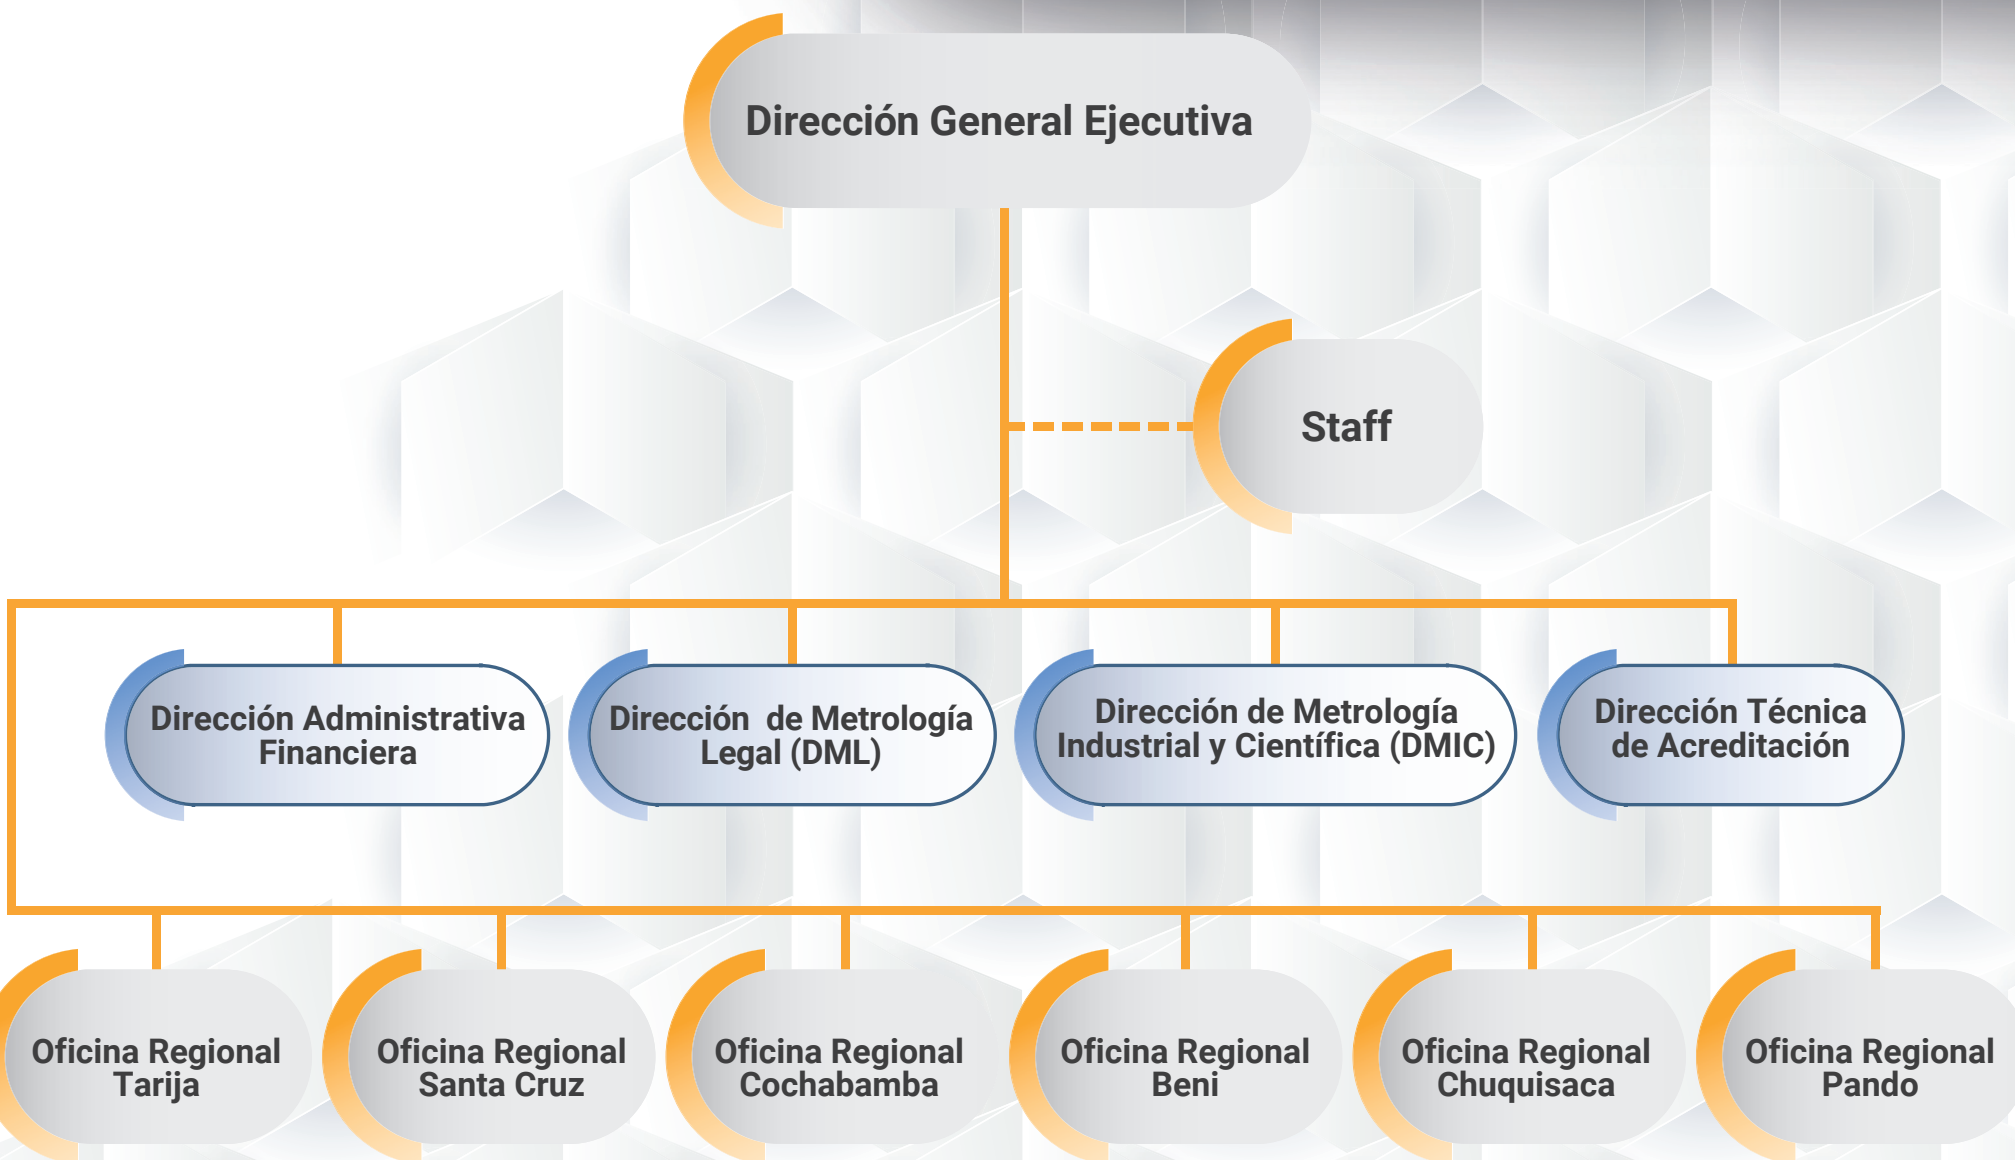 Dirección General Ejecutiva
Staff
Dirección Administrativa
Financiera
Dirección de Metrología
Legal (DML)
Dirección de Metrología
Industrial y Científica (DMIC)
Dirección Técnica
de Acreditación
Oficina Regional
Tarija
Oficina Regional
Santa Cruz
Oficina Regional
Cochabamba
Oficina Regional
Beni
Oficina Regional
Chuquisaca
Oficina Regional
Pando